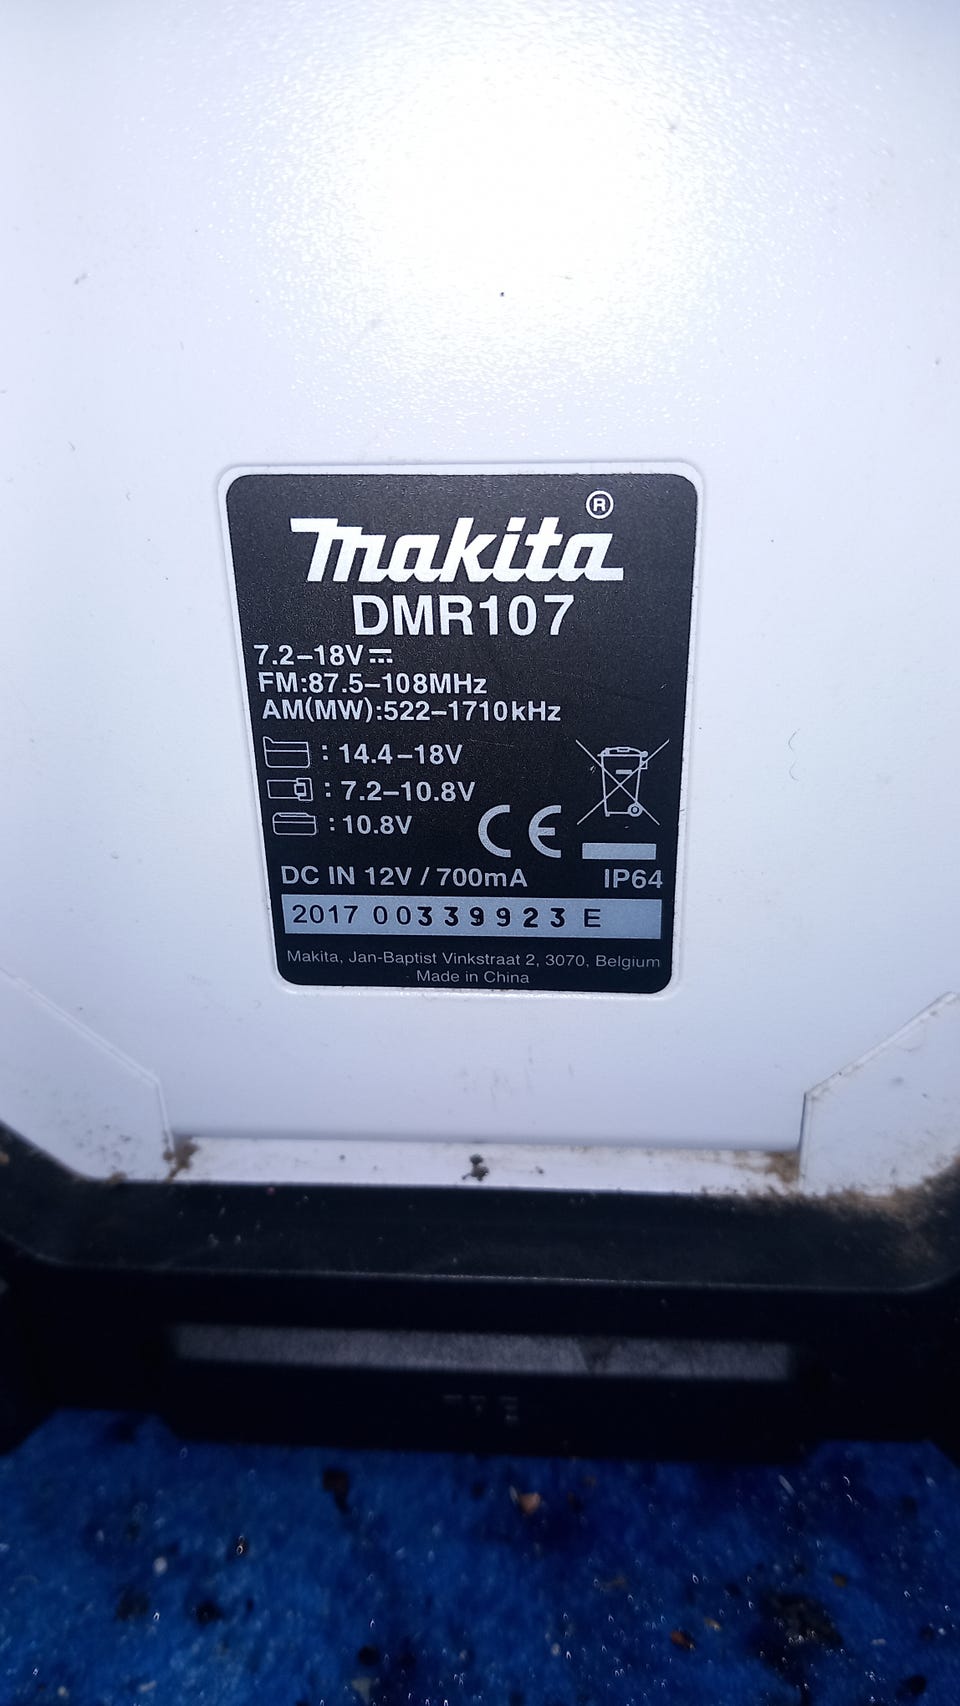 makita®
DMR107
7.2–18V⎓
FM:87.5–108MHz
AM(MW):522–1710kHz
: 14.4–18V
: 7.2–10.8V
: 10.8V
CE
DC IN 12V / 700mA IP64
2017 00339923 E
Makita, Jan-Baptist Vinkstraat 2, 3070, Belgium
Made in China